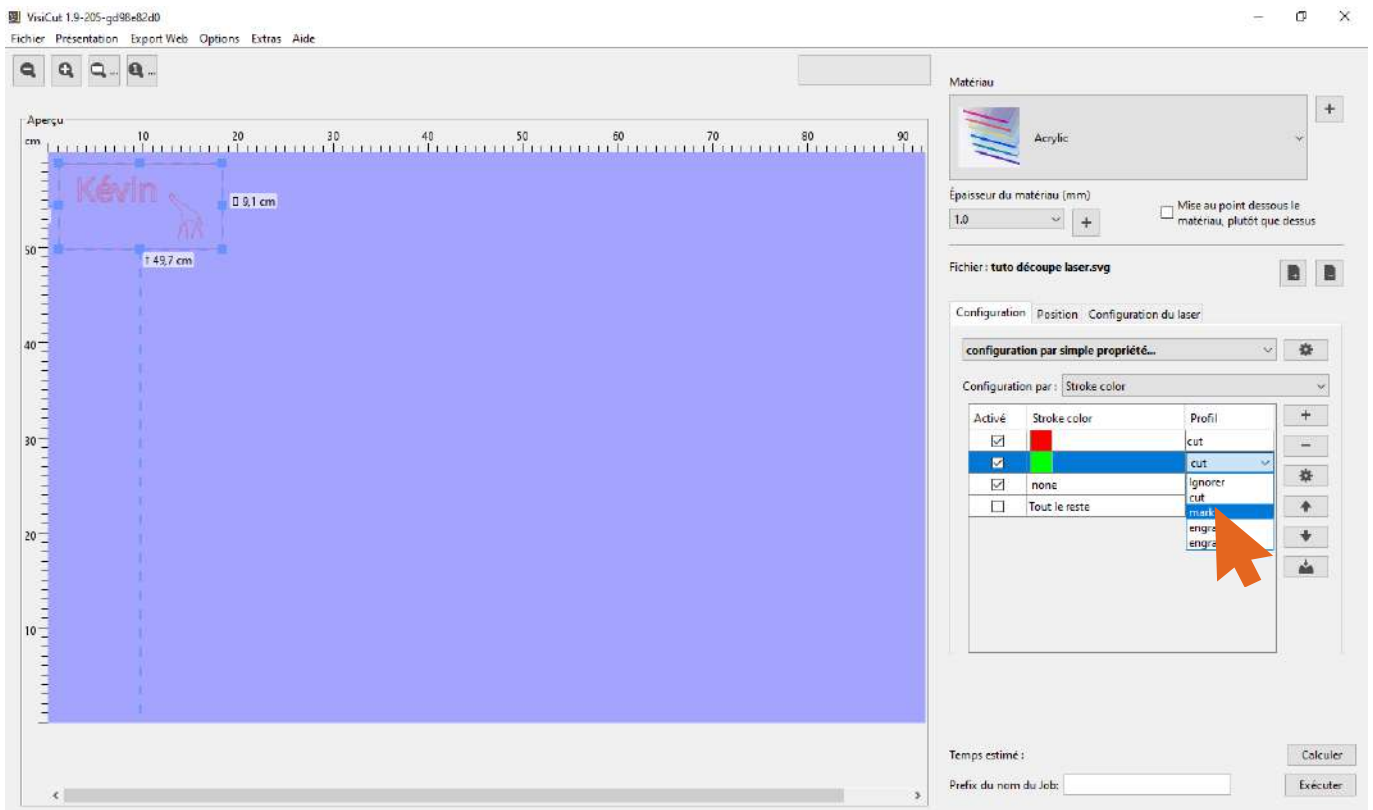 VisiCut 1.9-205-gd98e82d0
Fichier Présentation Export Web Options Extras Aide
... ...
Aperçu
cm 10 20 30 40 50 60 70 80 90
Kévin
9,1 cm
↑ 49,7 cm
50
40
30
20
10
Matériau
Acrylic
Épaisseur du matériau (mm)
1.0
Mise au point dessous le
matériau, plutôt que dessus
Fichier : tuto découpe laser.svg
Configuration Position Configuration du laser
configuration par simple propriété...
Configuration par : Stroke color
Activé Stroke color Profil
cut
cut
none
Ignorer
cut
Tout le reste
mark
Temps estimé :
Calculer
Prefix du nom du Job:
Exécuter